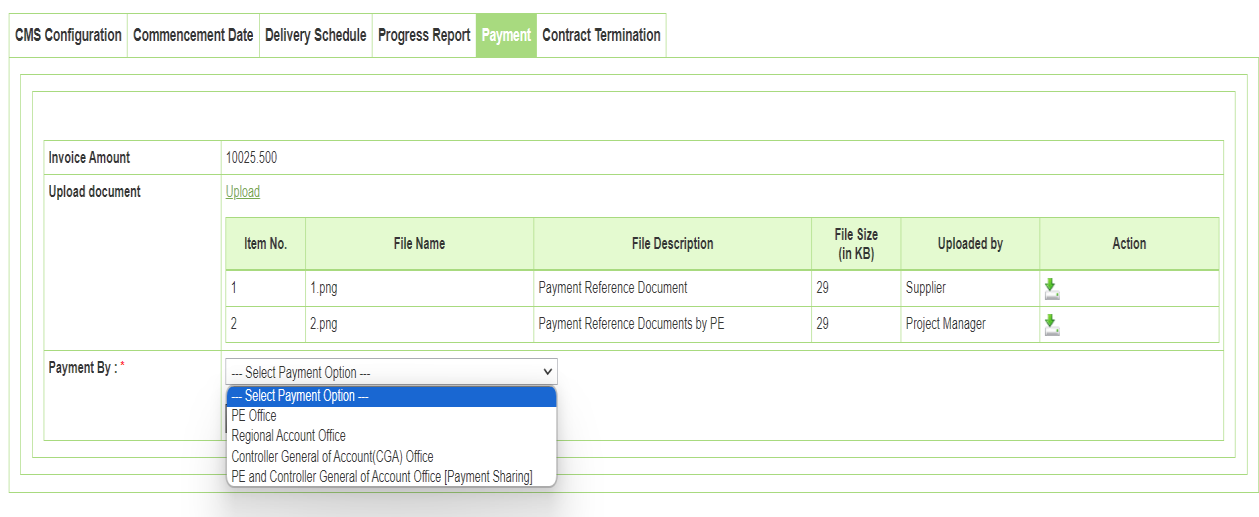 CMS Configuration Commencement Date Delivery Schedule Progress Report Payment Contract Termination
Invoice Amount 10025.500
Upload document Upload
Item No. File Name File Description File Size (in KB) Uploaded by Action
1 1.png Payment Reference Document 29 Supplier
2 2.png Payment Reference Documents by PE 29 Project Manager
Payment By : * --- Select Payment Option ---
--- Select Payment Option ---
PE Office
Regional Account Office
Controller General of Account(CGA) Office
PE and Controller General of Account Office [Payment Sharing]